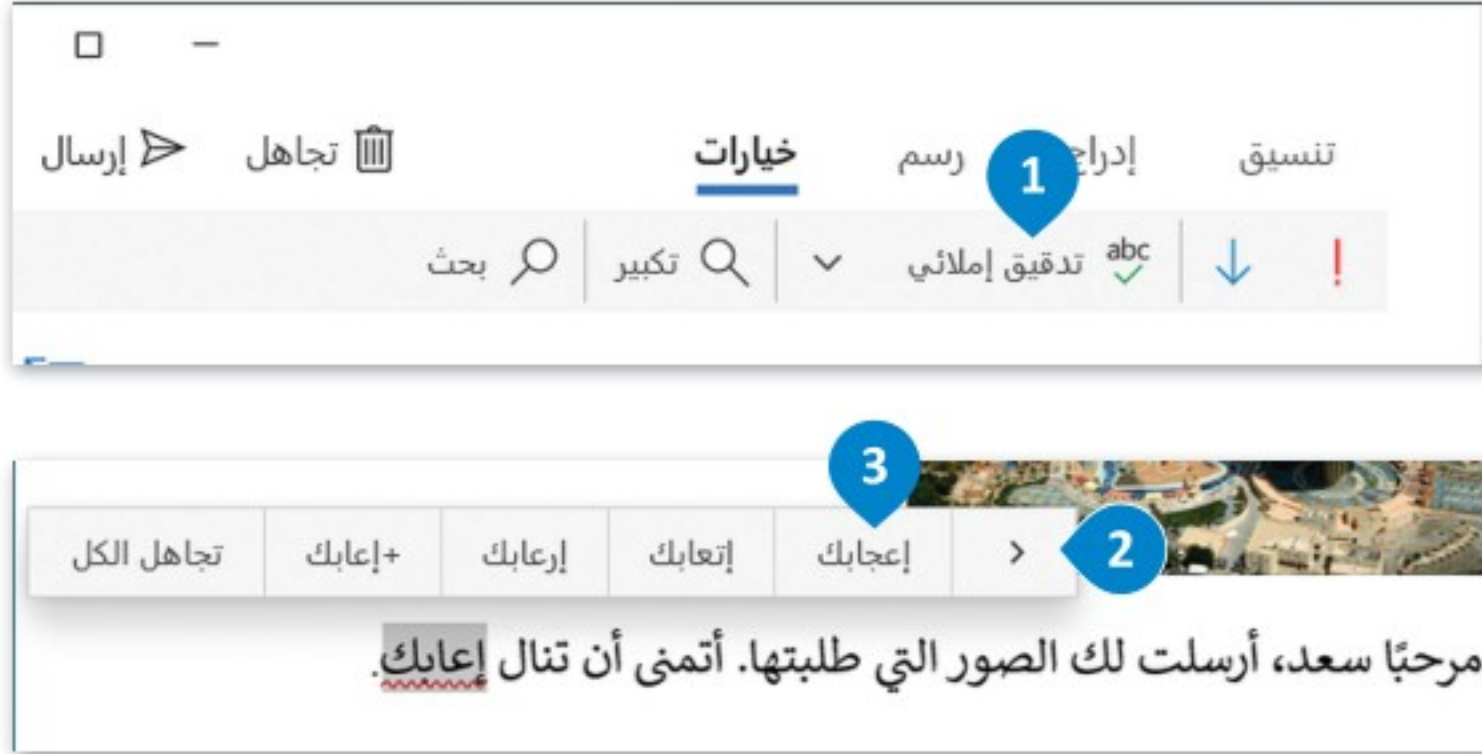 إرسال تجاهل خيارات رسم إدراج تنسيق
1
تدقيق إملائي abc ! تكبير بحث
3
2
إعجابك إتعابك إرعابك +إعابك تجاهل الكل
مرحبًا سعد، أرسلت لك الصور التي طلبتها. أتمنى أن تنال إعابك.